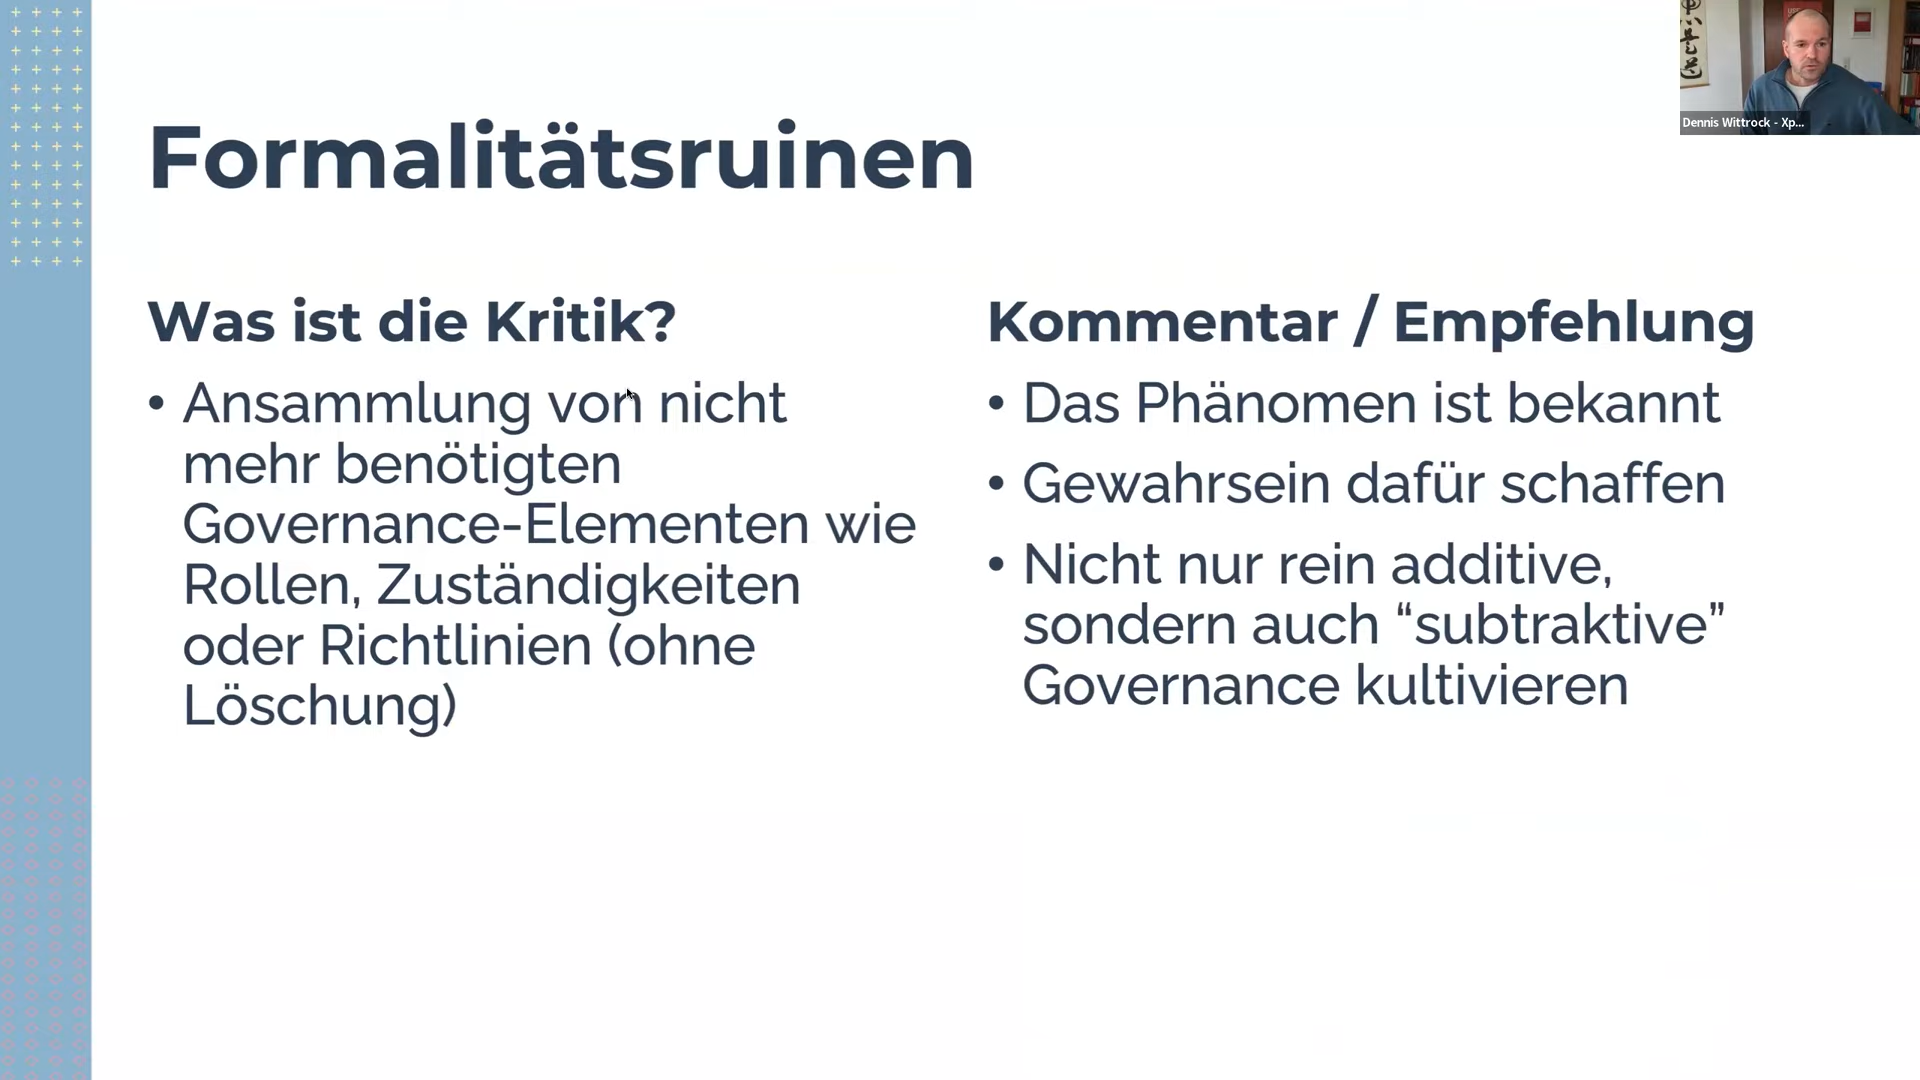 Formalitätsruinen
Was ist die Kritik?
• Ansammlung von nicht
mehr benötigten
Governance-Elementen wie
Rollen, Zuständigkeiten
oder Richtlinien (ohne
Löschung)
Kommentar / Empfehlung
• Das Phänomen ist bekannt
• Gewahrsein dafür schaffen
• Nicht nur rein additive,
sondern auch “subtraktive”
Governance kultivieren
Dennis Wittrock - Xp...